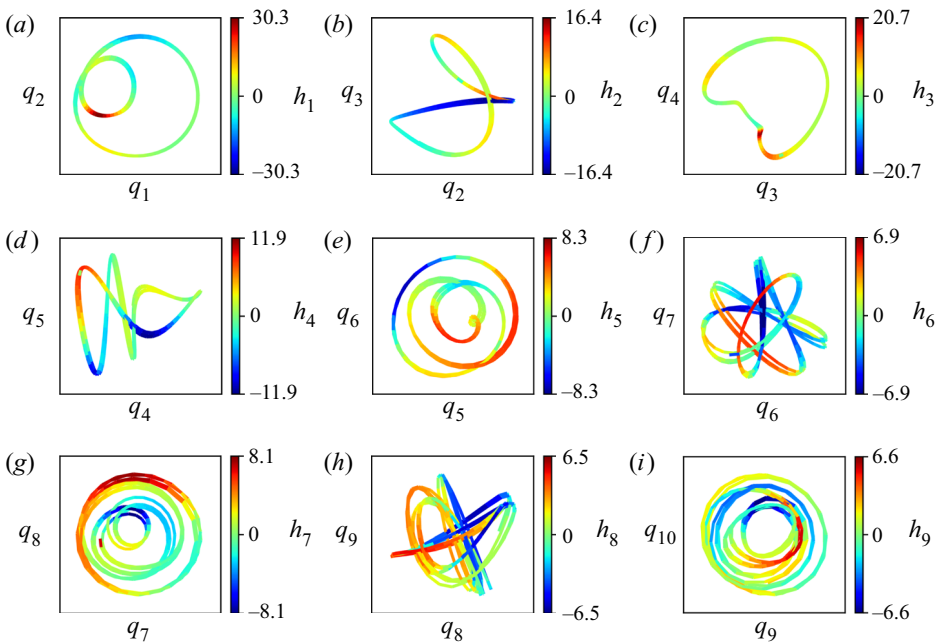 (a) 30.3 (b) 16.4 (c) 20.7
q2 0 h1 q3 0 h2 q4 0 h3
−30.3 −16.4 −20.7
q1 q2 q3
(d) 11.9 (e) 8.3 (f) 6.9
q5 0 h4 q6 0 h5 q7 0 h6
−11.9 −8.3 −6.9
q4 q5 q6
(g) 8.1 (h) 6.5 (i) 6.6
q8 0 h7 q9 0 h8 q10 0 h9
−8.1 −6.5 −6.6
q7 q8 q9